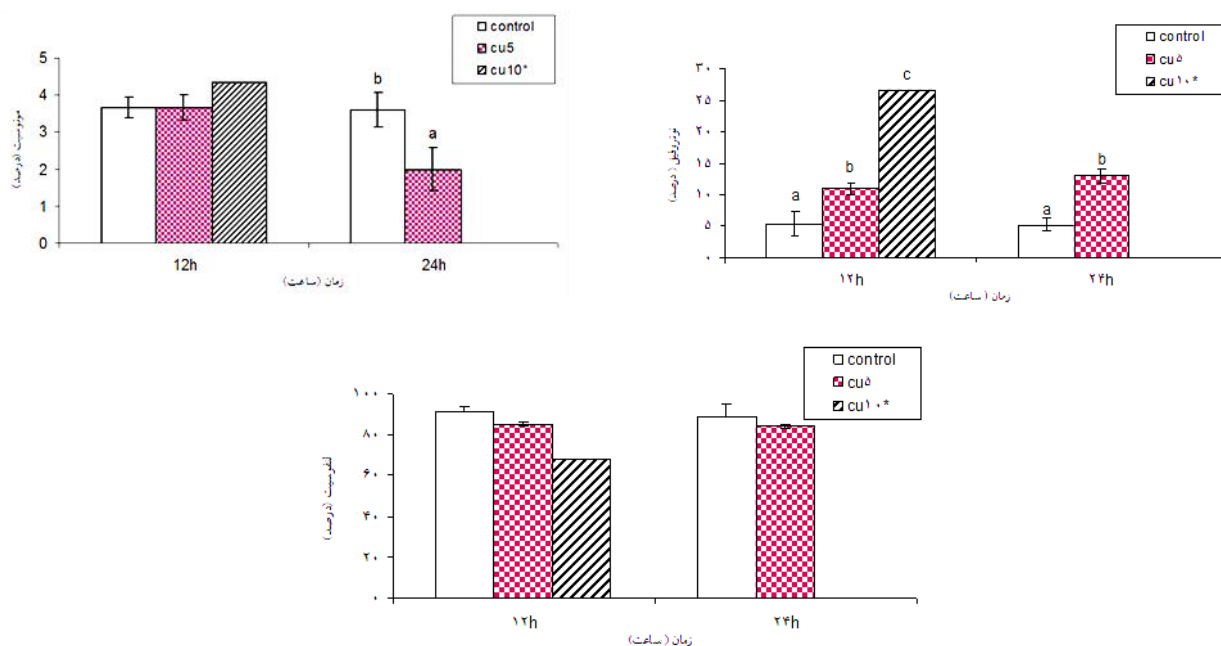 control
cu5
cu10*
5
4
3
2
1
0
b
a
12h
24h
مونوسیت (درصد)
زمان (ساعت)
control
cu۵
cu۱۰*
۳۰
۲۵
۲۰
۱۵
۱۰
۵
۰
a
b
c
a
b
۱۲h
۲۴h
نوتروفیل (درصد)
زمان (ساعت)
control
cu۵
cu۱۰*
۱۰۰
۸۰
۶۰
۴۰
۲۰
۰
۱۲h
۲۴h
لنفوسیت (درصد)
زمان (ساعت)